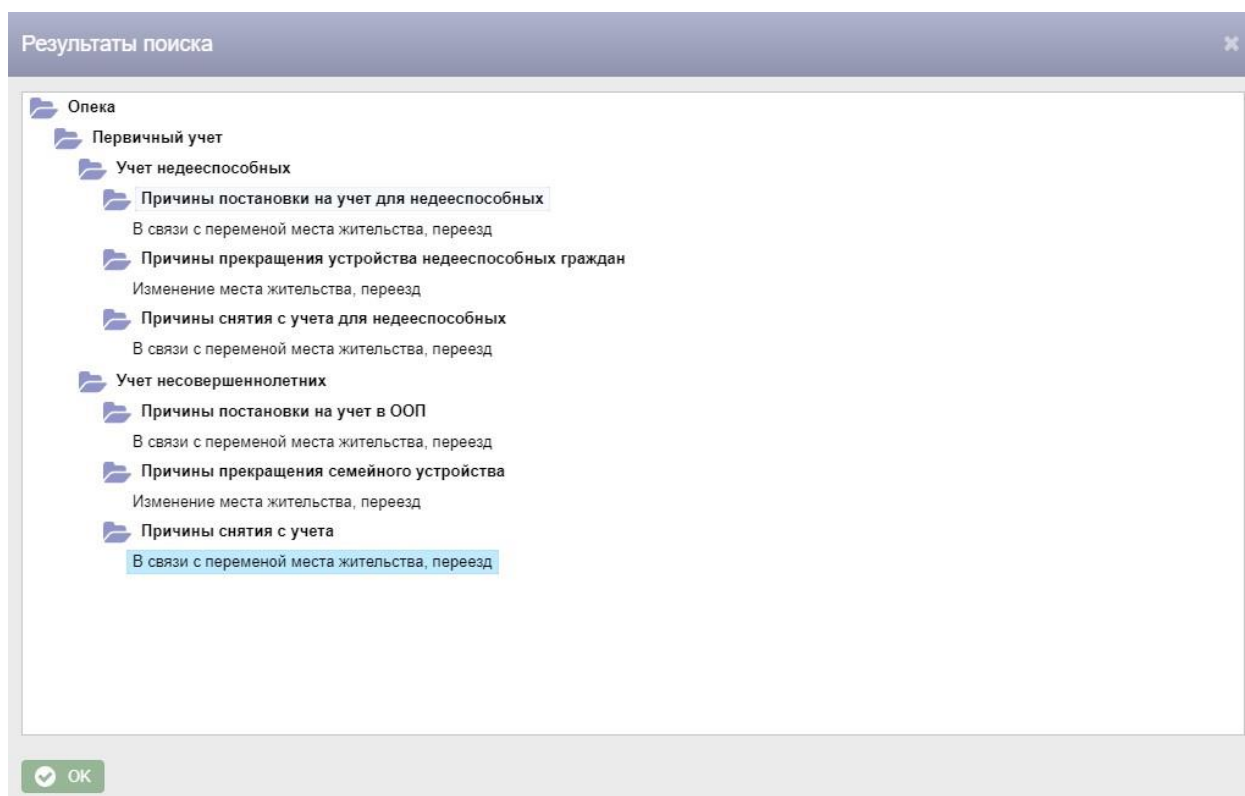 Результаты поиска
Опека
Первичный учет
Учет недееспособных
Причины постановки на учет для недееспособных
В связи с переменой места жительства, переезд
Причины прекращения устройства недееспособных граждан
Изменение места жительства, переезд
Причины снятия с учета для недееспособных
В связи с переменой места жительства, переезд
Учет несовершеннолетних
Причины постановки на учет в ООП
В связи с переменой места жительства, переезд
Причины прекращения семейного устройства
Изменение места жительства, переезд
Причины снятия с учета
В связи с переменой места жительства, переезд
OK